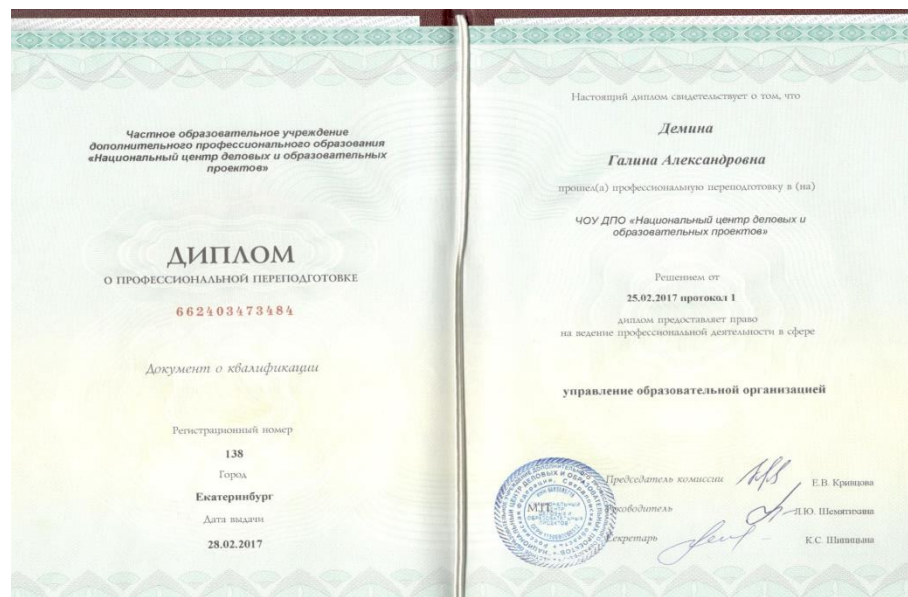 Частное образовательное учреждение
дополнительного профессионального образования
«Национальный центр деловых и образовательных
проектов»
ДИПЛОМ
О ПРОФЕССИОНАЛЬНОЙ ПЕРЕПОДГОТОВКЕ
662403473484
Документ о квалификации
Регистрационный номер
138
Город
Екатеринбург
Дата выдачи
28.02.2017
Настоящий диплом свидетельствует о том, что
Демина
Галина Александровна
прошел(а) профессиональную переподготовку в (на)
ЧОУ ДПО «Национальный центр деловых и
образовательных проектов»
Решением от
25.02.2017 протокол 1
диплом предоставляет право
на ведение профессиональной деятельности в сфере
управление образовательной организацией
Председатель комиссии
Е.В.
М.П.
Руководитель
Л.Ю.
Секретарь
К.С.